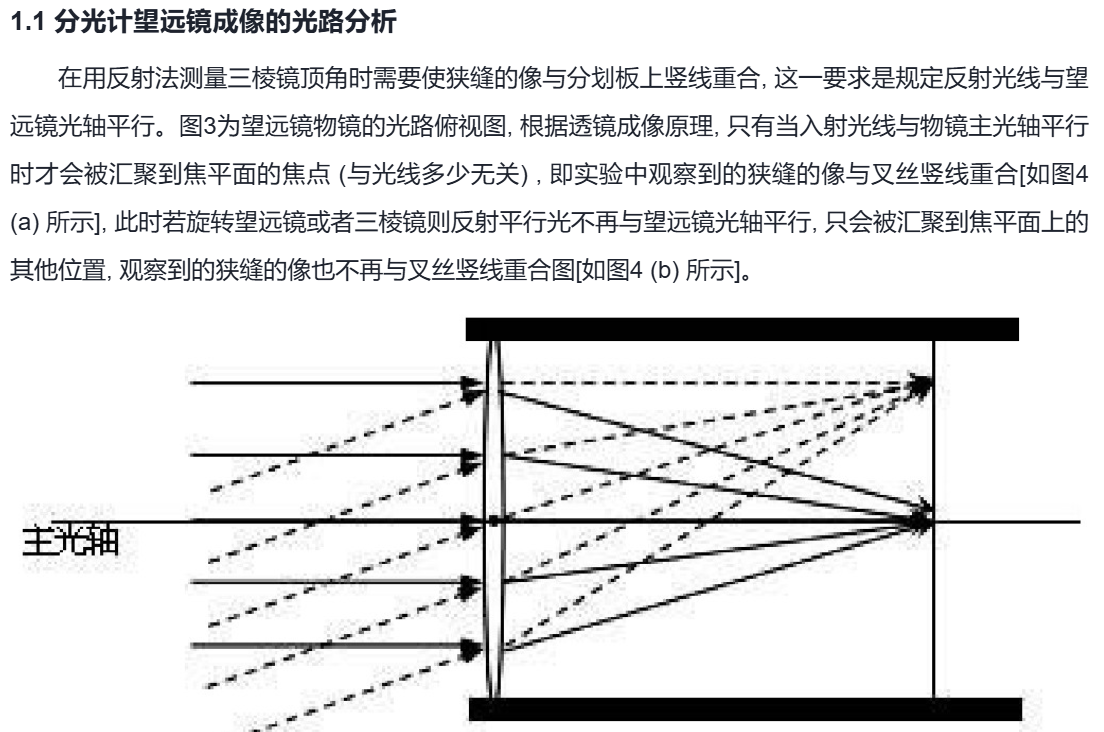 1.1 分光计望远镜成像的光路分析
在用反射法测量三棱镜顶角时需要使狭缝的像与分划板上竖线重合, 这一要求是规定反射光线与望
远镜光轴平行。图3为望远镜物镜的光路俯视图, 根据透镜成像原理, 只有当入射光线与物镜主光轴平行
时才会被汇聚到焦平面的焦点 (与光线多少无关) , 即实验中观察到的狭缝的像与叉丝竖线重合[如图4
(a) 所示], 此时若旋转望远镜或者三棱镜则反射平行光不再与望远镜光轴平行, 只会被汇聚到焦平面上的
其他位置, 观察到的狭缝的像也不再与叉丝竖线重合图[如图4 (b) 所示]。
主光轴